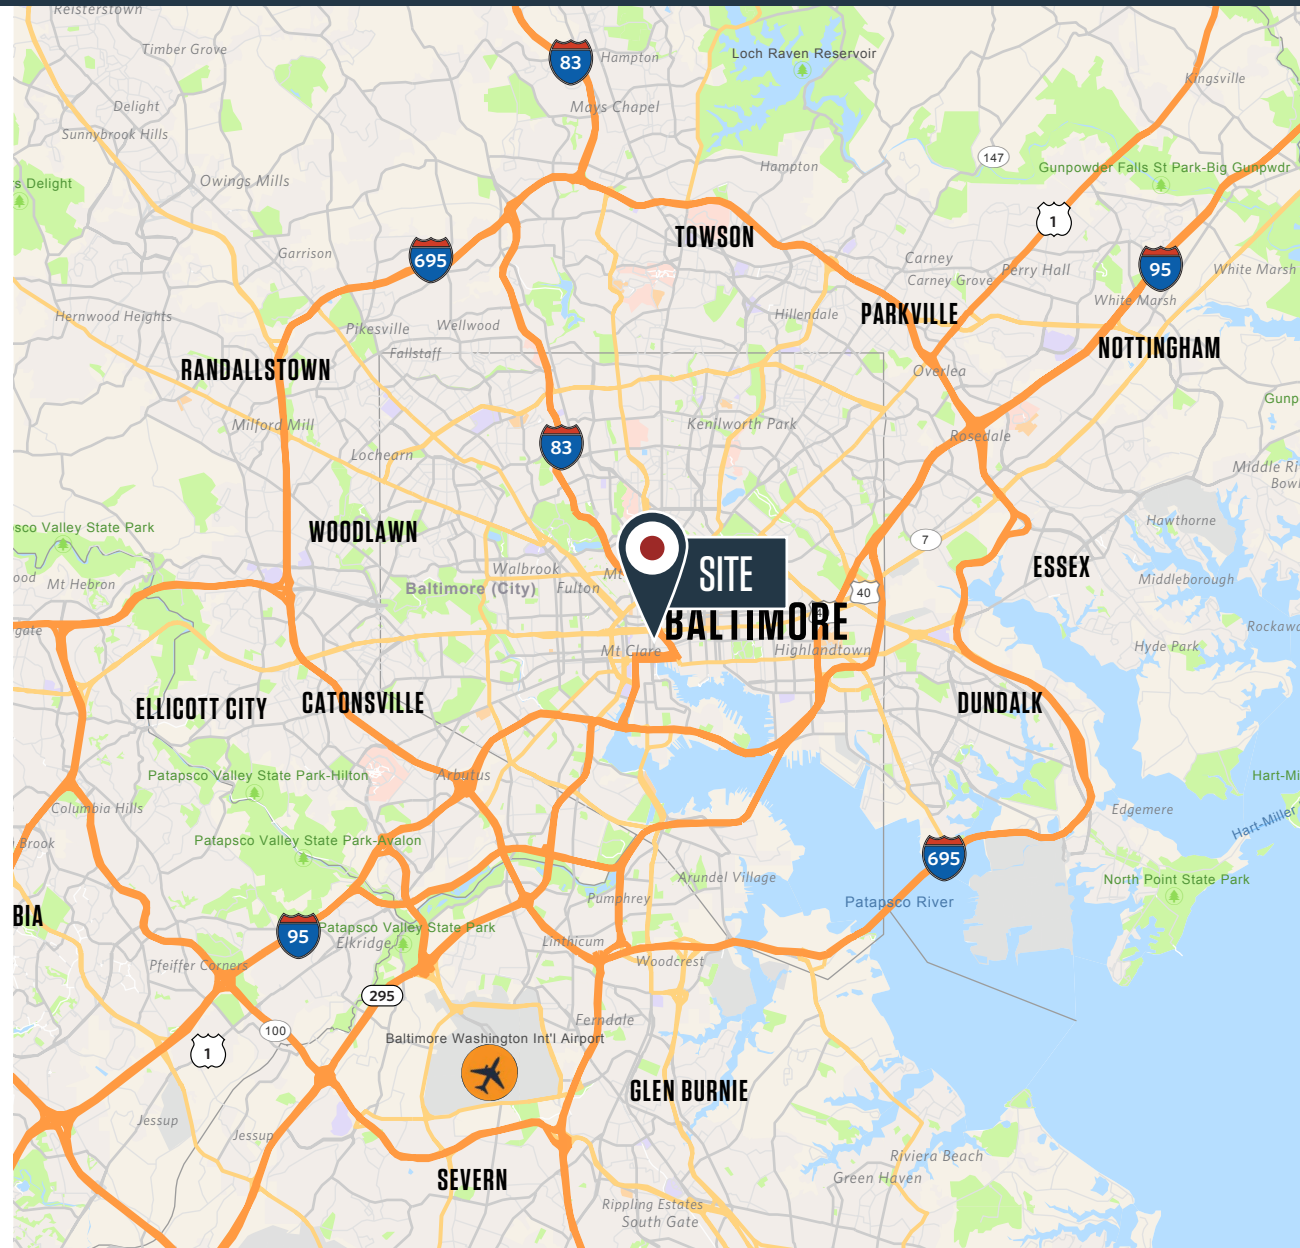 Reisterstown
Timber Grove
83
Hampton
Loch Raven Reservoir
Kingsville
Delight
Mays Chapel
Sunnybrook Hills
147
Hampton
Gunpowder Falls St Park-Big Gunpwdr
s Delight
Owings Mills
1
TOWSON
Garrison
695
Carney
Perry Hall
95
White Marsh
Carney Grove
White Marsh
Hernwood Heights
Pikesville
Wellwood
Hillendale
PARKVILLE
Fallstaff
NOTTINGHAM
RANDALLSTOWN
Overlea
Gunp
Milford Mill
Kenilworth Park
Rosedale
83
Lochearn
Middle Ri
Bowl
sco Valley State Park
WOODLAWN
Hawthorne
7
Walbrook
Mt
SITE
ESSEX
ood
Mt Hebron
Baltimore (City)
Fulton
40
Middleborough
BALTIMORE
gate
Rockawa
Mt Clare
Highlandtown
Hyde Park
ELLICOTT CITY
CATONSVILLE
DUNDALK
Patapsco Valley State Park-Hilton
Arbutus
Hart-Mi
Columbia Hills
Edgemere
Hart-Miller
Brook
Patapsco Valley State Park-Avalon
695
Arundel Village
North Point State Park
Pumphrey
Patapsco River
BIA
95
Patapsco Valley State Park
Elkridge
Linthicum
Pfeiffer Corners
Woodcrest
295
100
Ferndale
1
Baltimore Washington Int'l Airport
GLEN BURNIE
Jessup
Jessup
Riviera Beach
SEVERN
Green Haven
Rippling Estates
South Gate